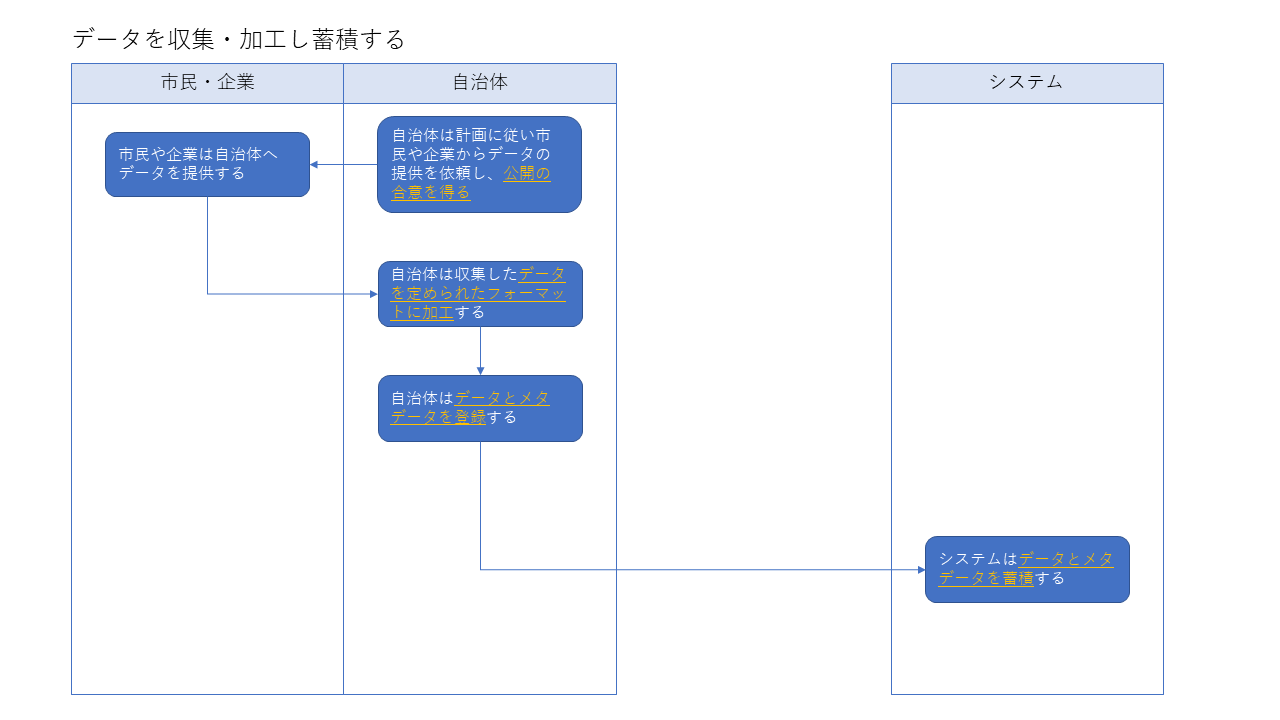 データを収集・加工し蓄積する
市民・企業
自治体
システム
自治体は計画に従い市
民や企業からデータの
提供を依頼し、公開の
合意を得る
市民や企業は自治体へ
データを提供する
自治体は収集したデータ
を定められたフォーマッ
トに加工する
自治体はデータとメタ
データを登録する
システムはデータとメタ
データを蓄積する